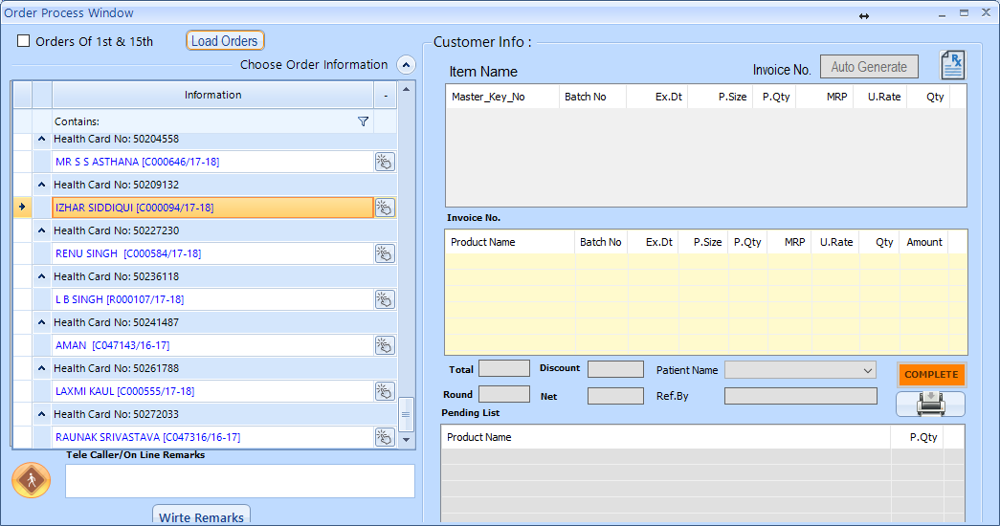 Order Process Window
Orders Of 1st & 15th
Load Orders
Choose Order Information
Information
-
Contains:
Health Card No: 50204558
MR S S ASTHANA [C000646/17-18]
Health Card No: 50209132
IZHAR SIDDIQUI [C000094/17-18]
Health Card No: 50227230
RENU SINGH [C000584/17-18]
Health Card No: 50236118
L B SINGH [R000107/17-18]
Health Card No: 50241487
AMAN [C047143/16-17]
Health Card No: 50261788
LAXMI KAUL [C000555/17-18]
Health Card No: 50272033
RAUNAK SRIVASTAVA [C047316/16-17]
Tele Caller/On Line Remarks
Wirte Remarks
Customer Info :
Item Name
Invoice No.
Auto Generate
Rx
Master_Key_No Batch No Ex.Dt P.Size P.Qty MRP U.Rate Qty
Invoice No.
Product Name Batch No Ex.Dt P.Size P.Qty MRP U.Rate Qty Amount
Total Discount Patient Name
COMPLETE
Round Net Ref.By
Pending List
Product Name P.Qty